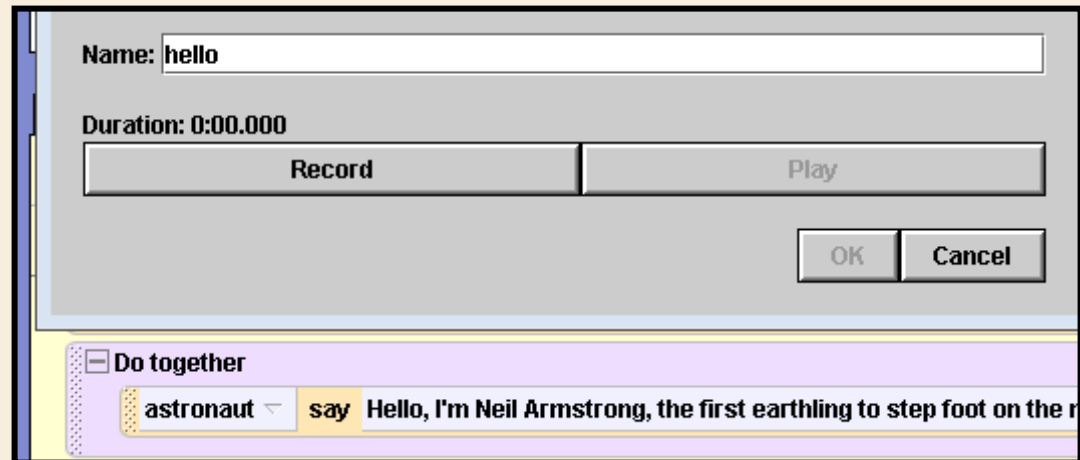 Name: hello
Duration: 0:00.000
Record Play
OK Cancel
Do together
astronaut say Hello, I'm Neil Armstrong, the first earthling to step foot on the